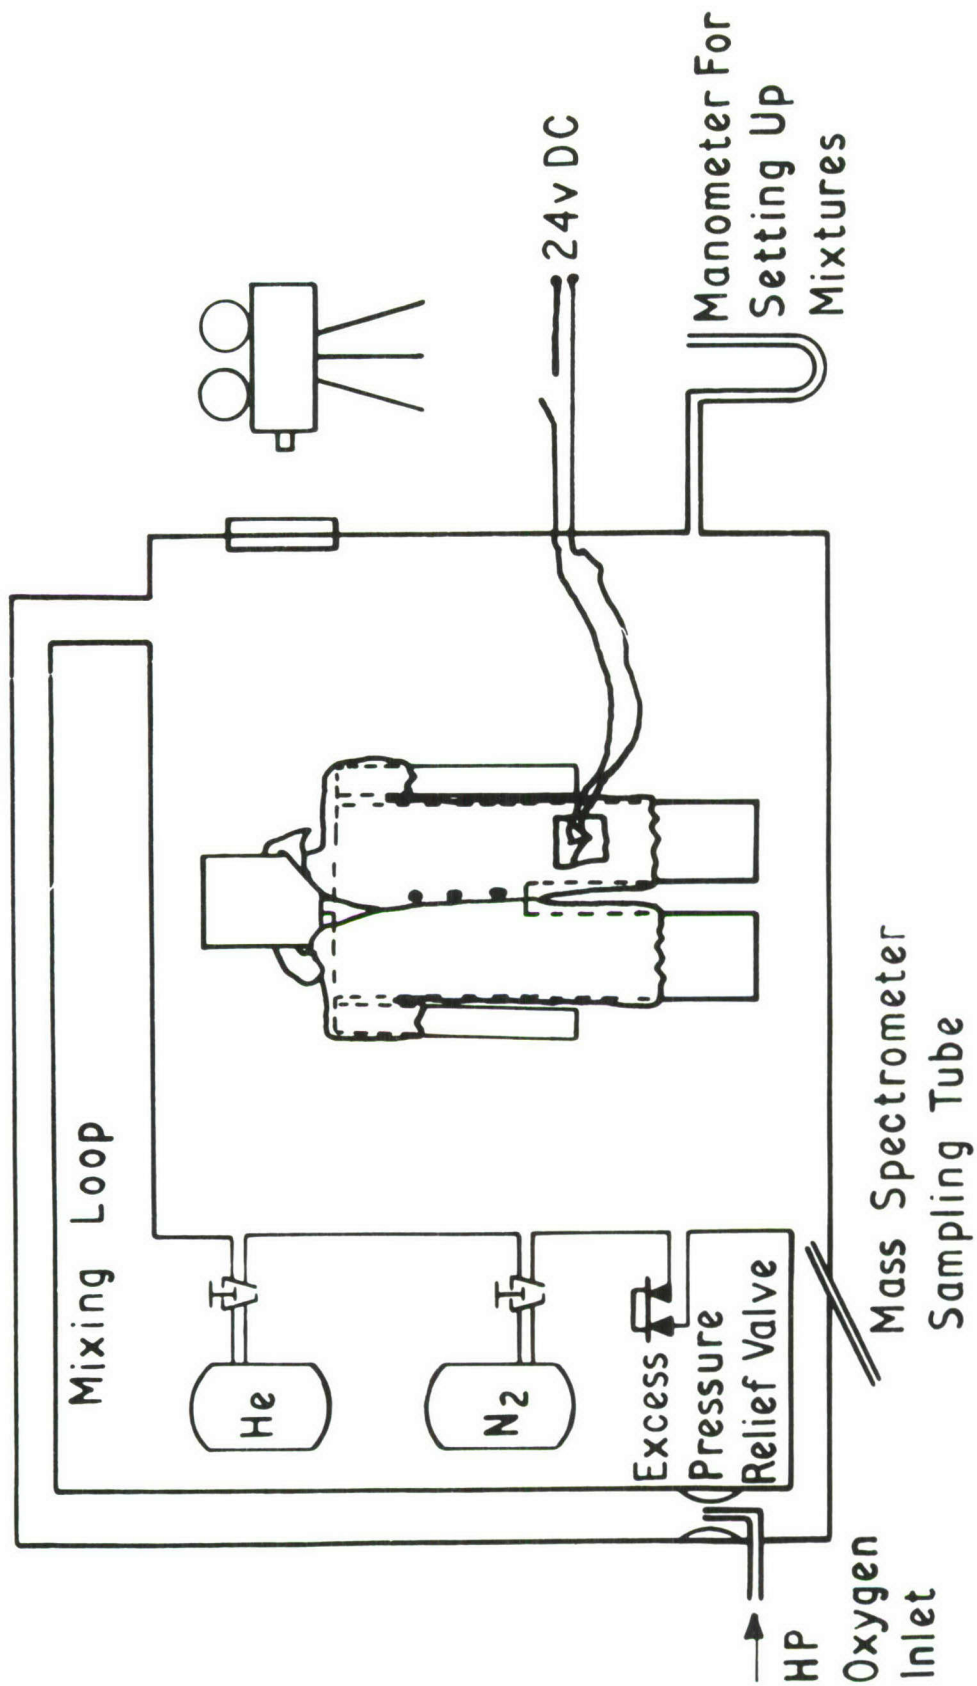 Mixing Loop
He
N2
Excess
Pressure
Relief Valve
HP
Oxygen
Inlet
Mass Spectrometer
Sampling Tube
24v DC
Manometer For
Setting Up
Mixtures